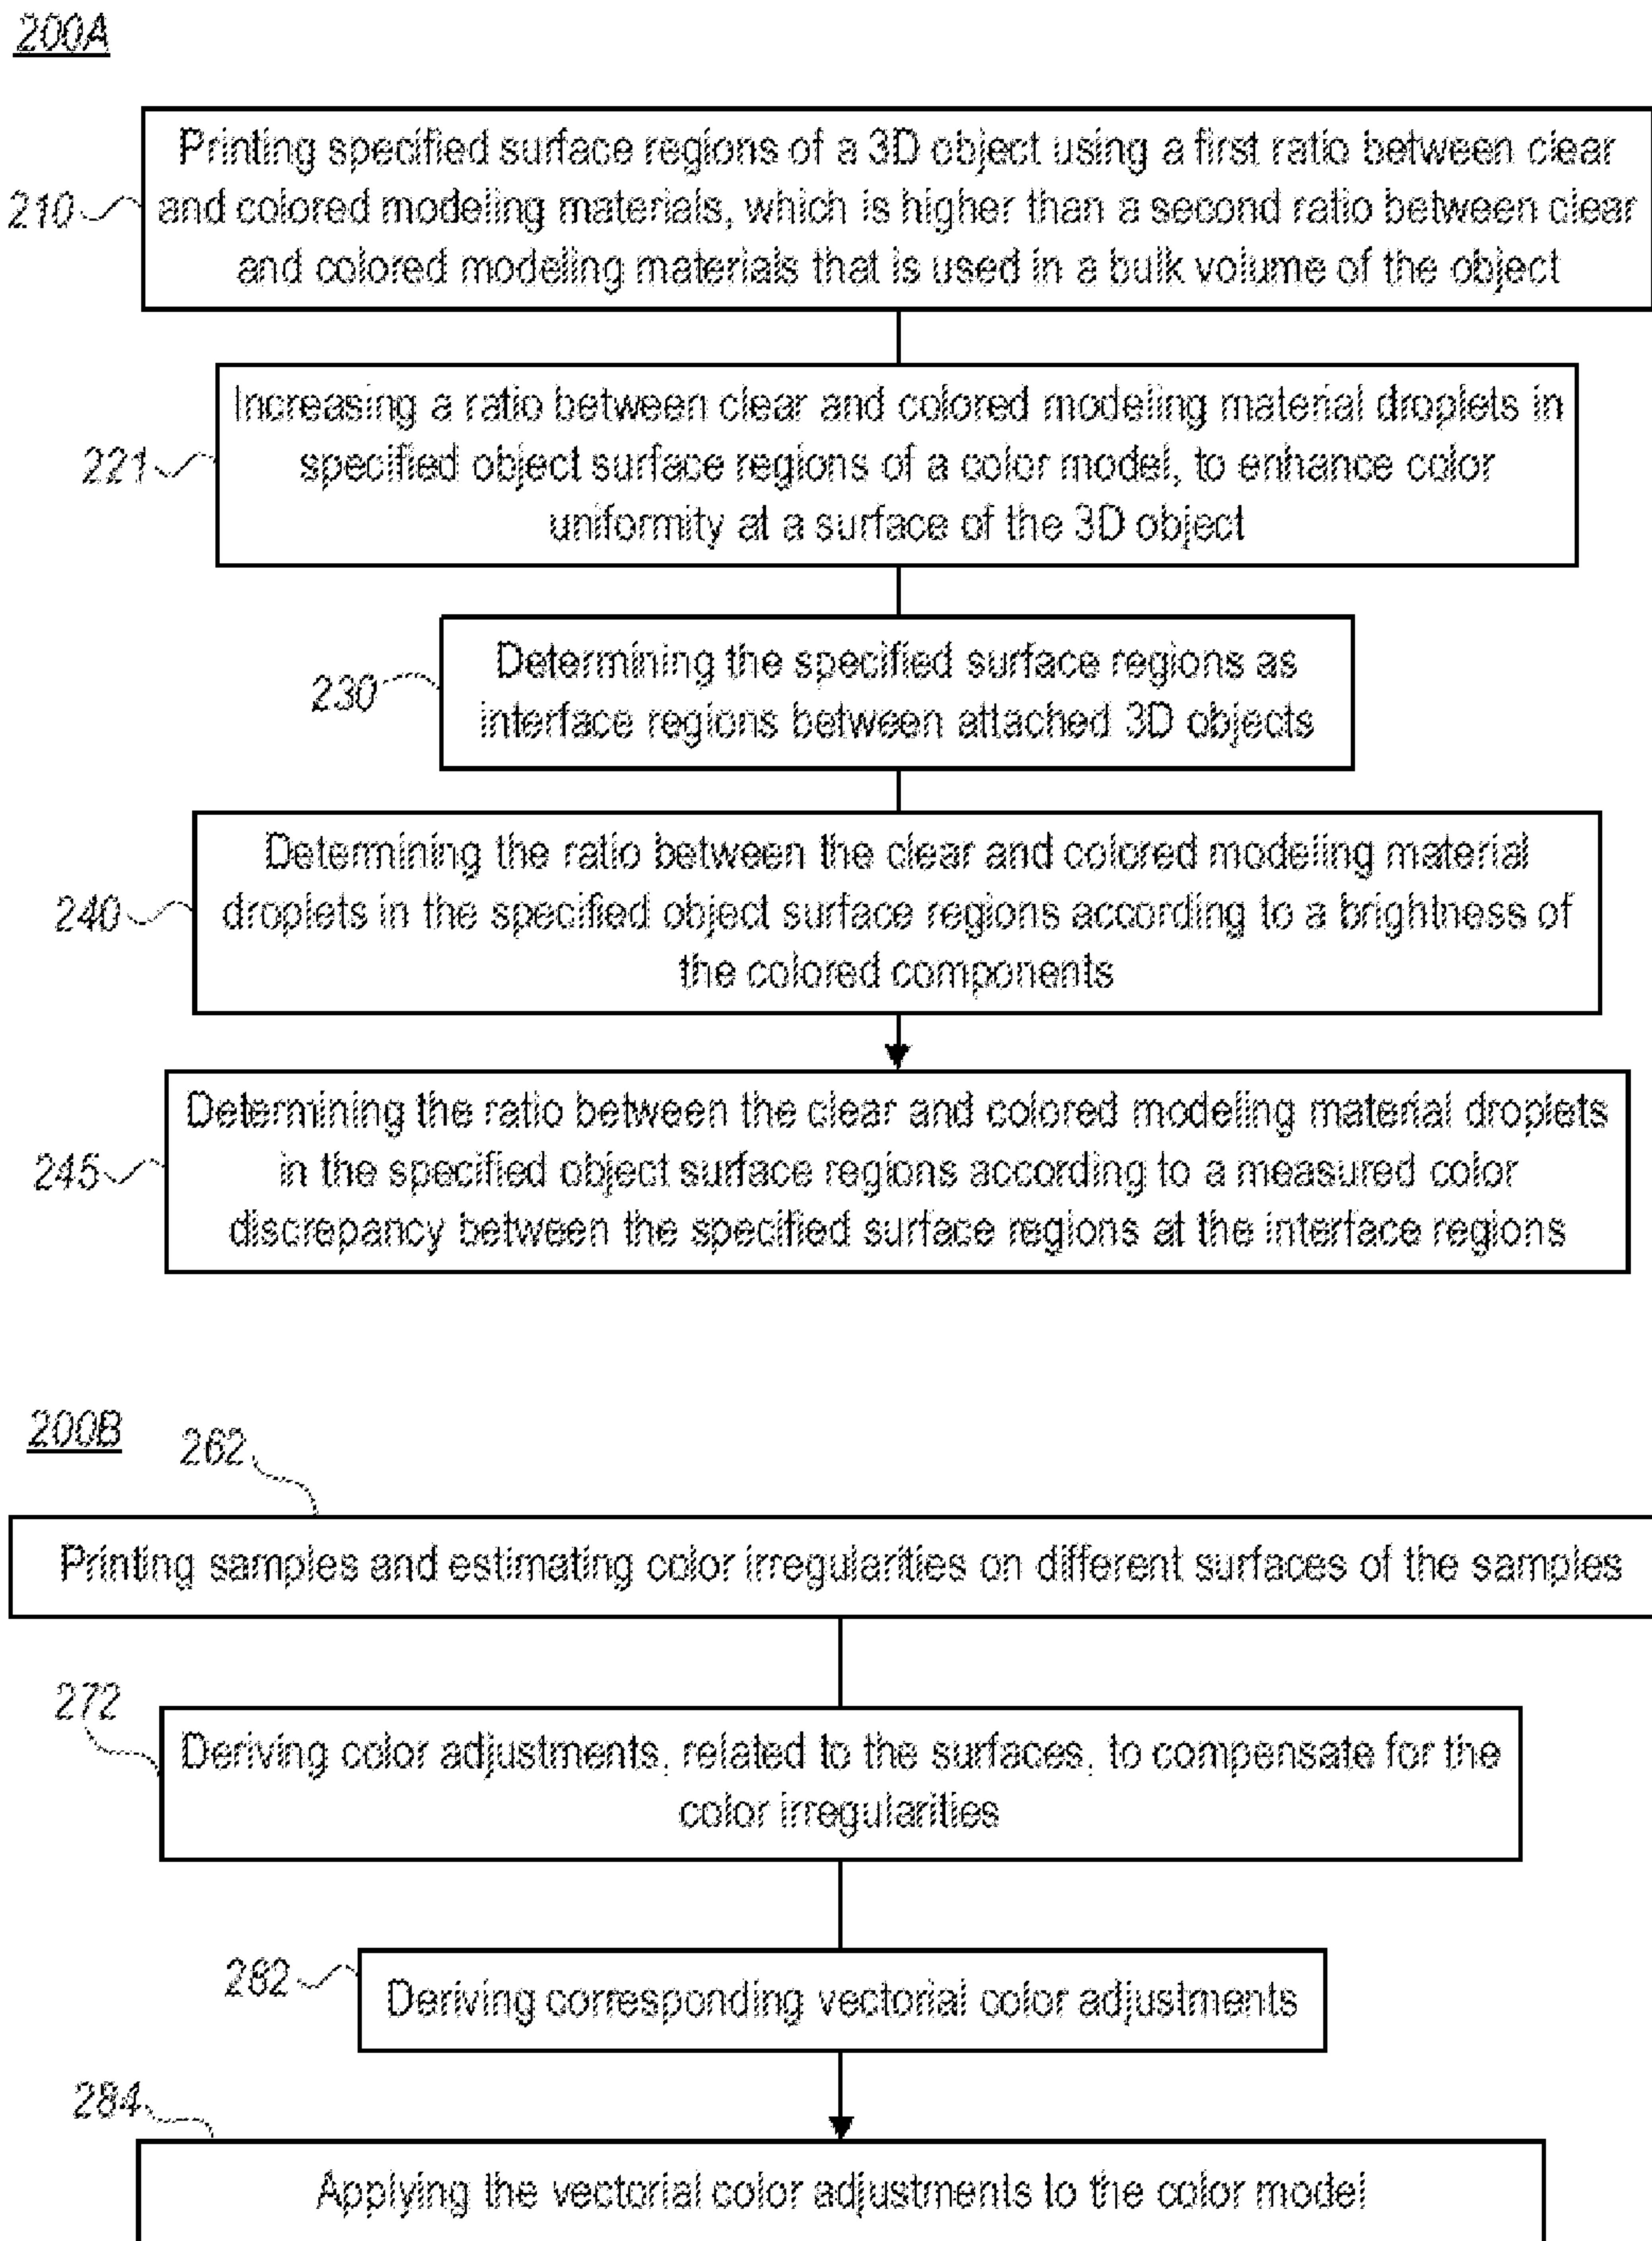 200A
Printing specified surface regions of a 3D object using a first ratio between clear
210
and colored modeling materials, which is higher than a second ratio between clear
and colored modeling materials that is used in a bulk volume of the object
Increasing a ratio between clear and colored modeling material droplets in
221
specified object surface regions of a color model, to enhance color
uniformity at a surface of the 3D object
Determining the specified surface regions as
230
interface regions between attached 3D objects
Determining the ratio between the clear and colored modeling material
240
droplets in the specified object surface regions according to a brightness of
the colored components
Determining the ratio between the clear and colored modeling material droplets
245
in the specified object surface regions according to a measured color
discrepancy between the specified surface regions at the interface regions
200B
262
Printing samples and estimating color irregularities on different surfaces of the samples
272
Deriving color adjustments, related to the surfaces, to compensate for the
color irregularities
282
Deriving corresponding vectorial color adjustments
284
Applying the vectorial color adjustments to the color model